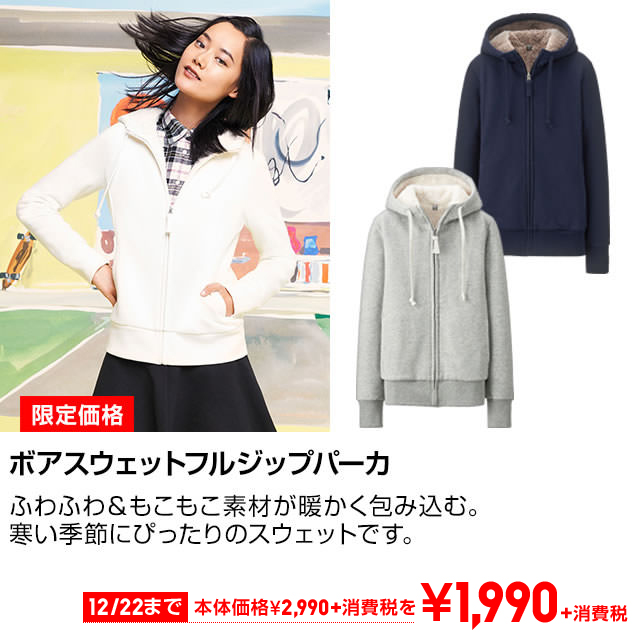 限定価格
ボアスウェットフルジップパーカ
ふわふわ&もこもこ素材が暖かく包み込む。
寒い季節にぴったりのスウェットです。
12/22まで 本体価格¥2,990+消費税を ¥1,990+消費税